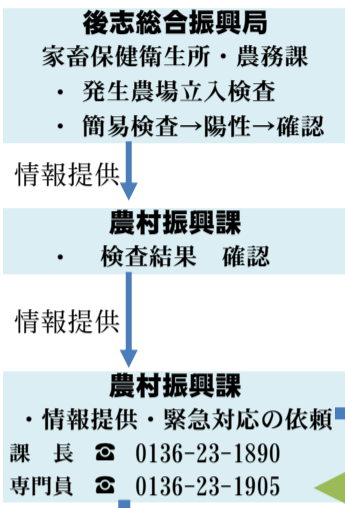 後志総合振興局
家畜保健衛生所・農務課
・ 発生農場立入検査
・ 簡易検査→陽性→確認
情報提供
農村振興課
・ 検査結果 確認
情報提供
農村振興課
・情報提供・緊急対応の依頼
課 長 ☎ 0136-23-1890
専門員 ☎ 0136-23-1905